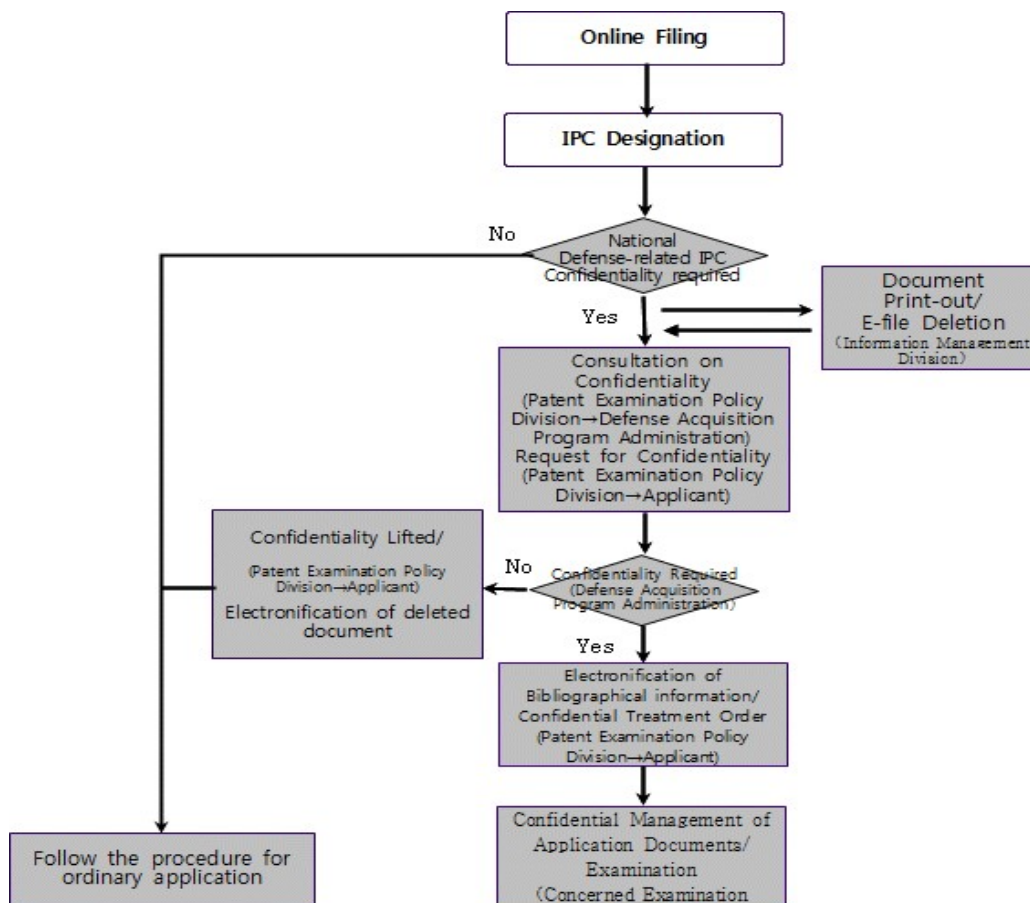 Online Filing
IPC Designation
No
National
Defense-related IPC
Confidentiality required
Yes
Document
Print-out/
E-file Deletion
(Information Management
Division)
Consultation on
Confidentiality
(Patent Examination Policy
Division→Defense Acquisition
Program Administration)
Request for Confidentiality
(Patent Examination Policy
Division→Applicant)
Confidentiality Lifted/
(Patent Examination Policy
Division→Applicant)
Electronification of deleted
document
No
Confidentiality Required
(Defense Acquisition
Program Administration)
Yes
Electronification of
Bibliographical information/
Confidential Treatment Order
(Patent Examination Policy
Division→Applicant)
Follow the procedure for
ordinary application
Confidential Management of
Application Documents/
Examination
(Concerned Examination